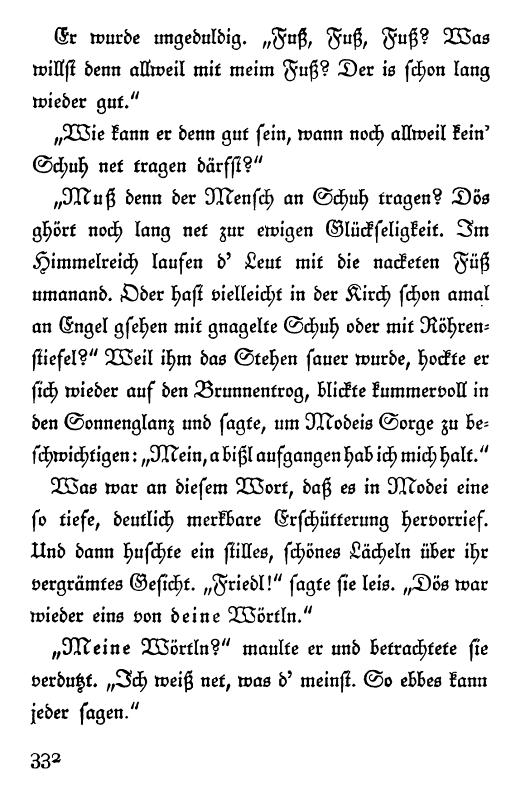 Er wurde ungeduldig. „Fuß, Fuß, Fuß? Was
willst denn allweil mit meim Fuß? Der is schon lang
wieder gut.“
„Wie kann er denn gut sein, wann noch allweil kein’
Schuh net tragen därfst?“
„Muß denn der Mensch an Schuh tragen? Dös
ghört noch lang net zur ewigen Glückseligkeit. Im
Himmelreich laufen d’ Leut mit die nacketen Füß
umanand. Oder hast vielleicht in der Kirch schon amal
an Engel gsehen mit gnagelte Schuh oder mit Röhren-
stiefel?“ Weil ihm das Stehen sauer wurde, hockte er
sich wieder auf den Brunnentrog, blickte kummervoll in
den Sonnenglanz und sagte, um Modeis Sorge zu be-
schwichtigen: „Mein, a bißl aufgangen hab ich mich halt.“
Was war an diesem Wort, daß es in Modei eine
so tiefe, deutlich merkbare Erschütterung hervorrief.
Und dann huschte ein stilles, schönes Lächeln über ihr
vergrämtes Gesicht. „Friedl!“ sagte sie leis. „Dös war
wieder eins von deine Wörtln.“
„Meine Wörtln?“ maulte er und betrachtete sie
verdutzt. „Ich weiß net, was d’ meinst. So ebbes kann
jeder sagen.“
332